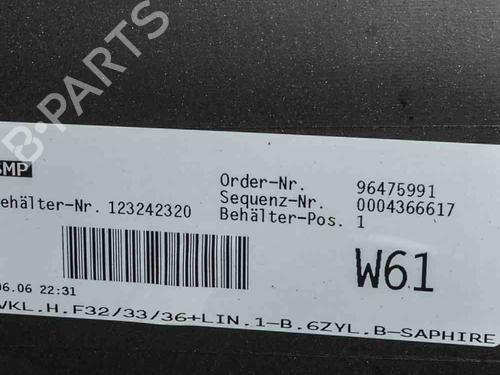 B-PARTS
SMP
Order-Nr. 96475991
Sequenz-Nr. 0004366617
ehälter-Nr. 123242320 Behälter-Pos. 1
W61
06.06 22:31
VKL.H.F32/33/36+LIN.1-B.6ZYL.B-SAPHIRE